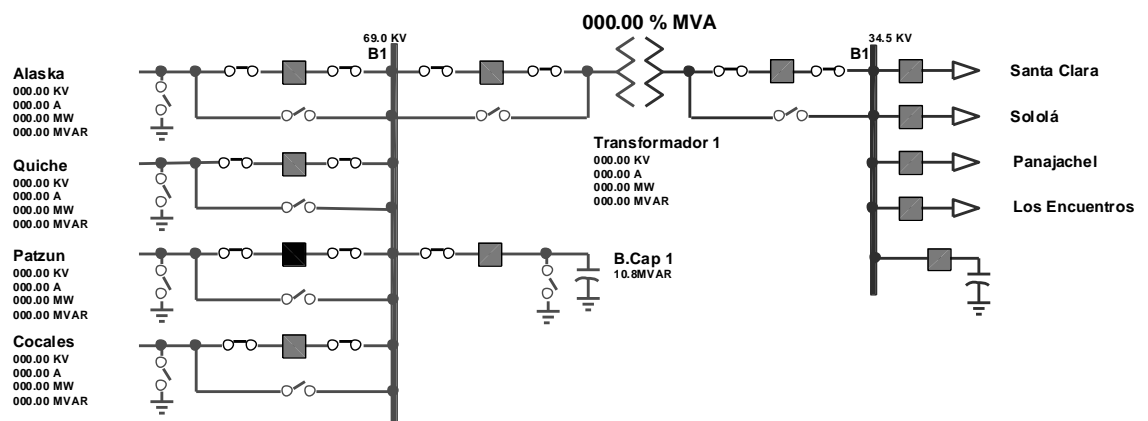 000.00 % MVA
69.0 KV
B1
34.5 KV
B1
Alaska
000.00 KV
000.00 A
000.00 MW
000.00 MVAR
Santa Clara
Sololá
Panajachel
Los Encuentros
Transformador 1
000.00 KV
000.00 A
000.00 MW
000.00 MVAR
Quiche
000.00 KV
000.00 A
000.00 MW
000.00 MVAR
Patzun
000.00 KV
000.00 A
000.00 MW
000.00 MVAR
B.Cap 1
10.8MVAR
Cocales
000.00 KV
000.00 A
000.00 MW
000.00 MVAR